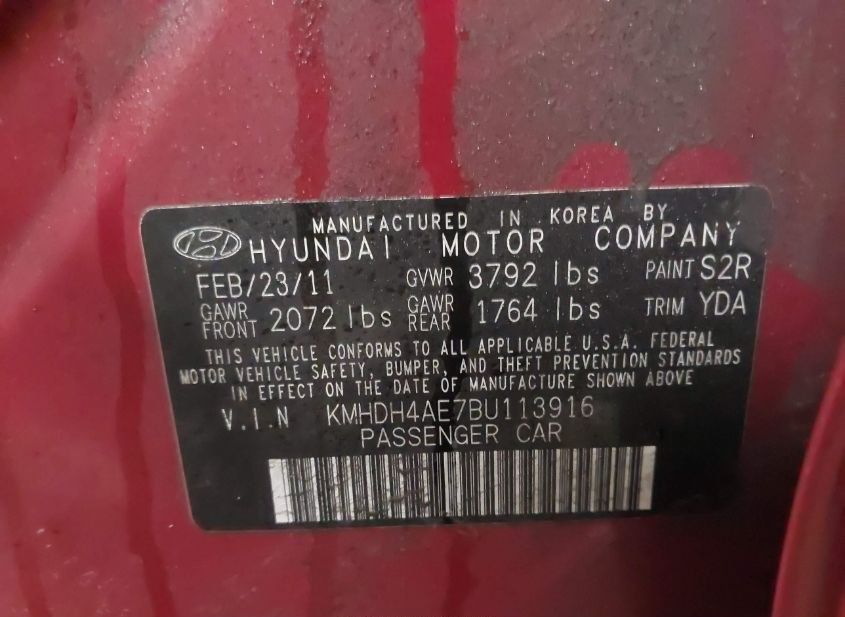 MANUFACTURED IN KOREA BY
HYUNDAI MOTOR COMPANY
FEB/23/11 GVWR 3792 lbs PAINT S2R
GAWR FRONT 2072 lbs GAWR REAR 1764 lbs TRIM YDA
THIS VEHICLE CONFORMS TO ALL APPLICABLE U.S.A. FEDERAL
MOTOR VEHICLE SAFETY, BUMPER, AND THEFT PREVENTION STANDARDS
IN EFFECT ON THE DATE OF MANUFACTURE SHOWN ABOVE
V.I.N KMHDH4AE7BU113916
PASSENGER CAR